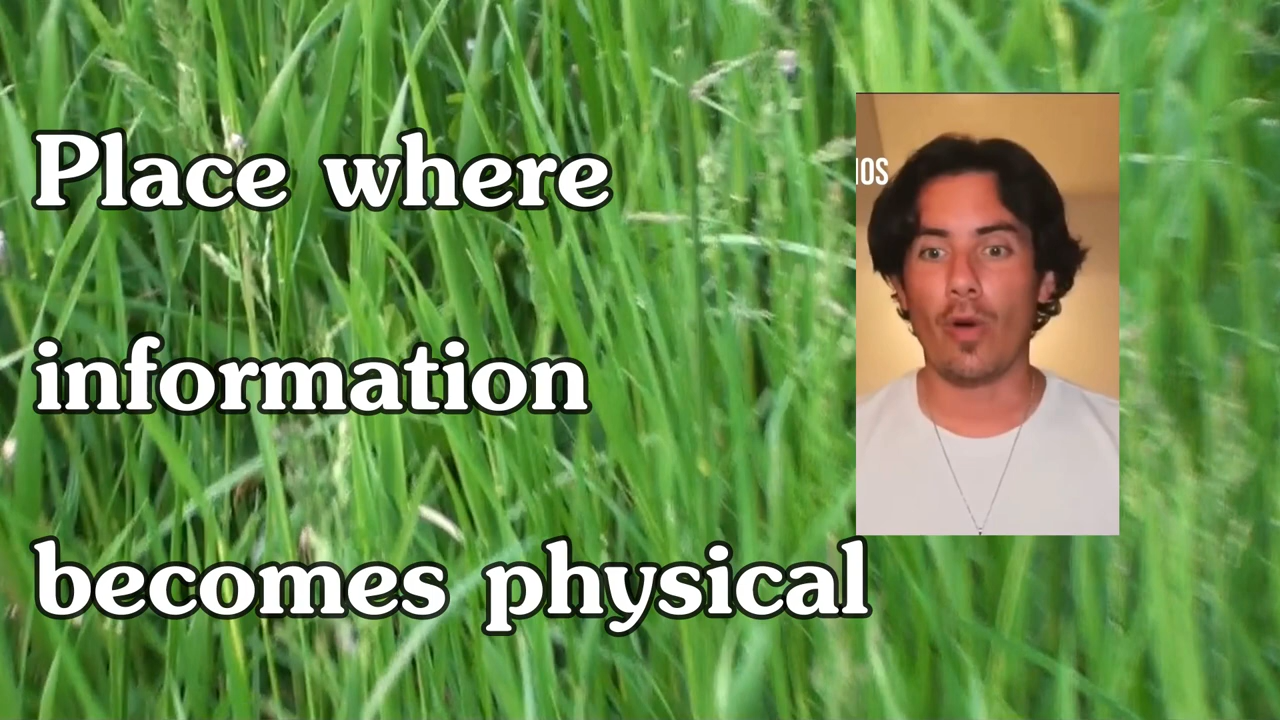 Place where
information
becomes physical